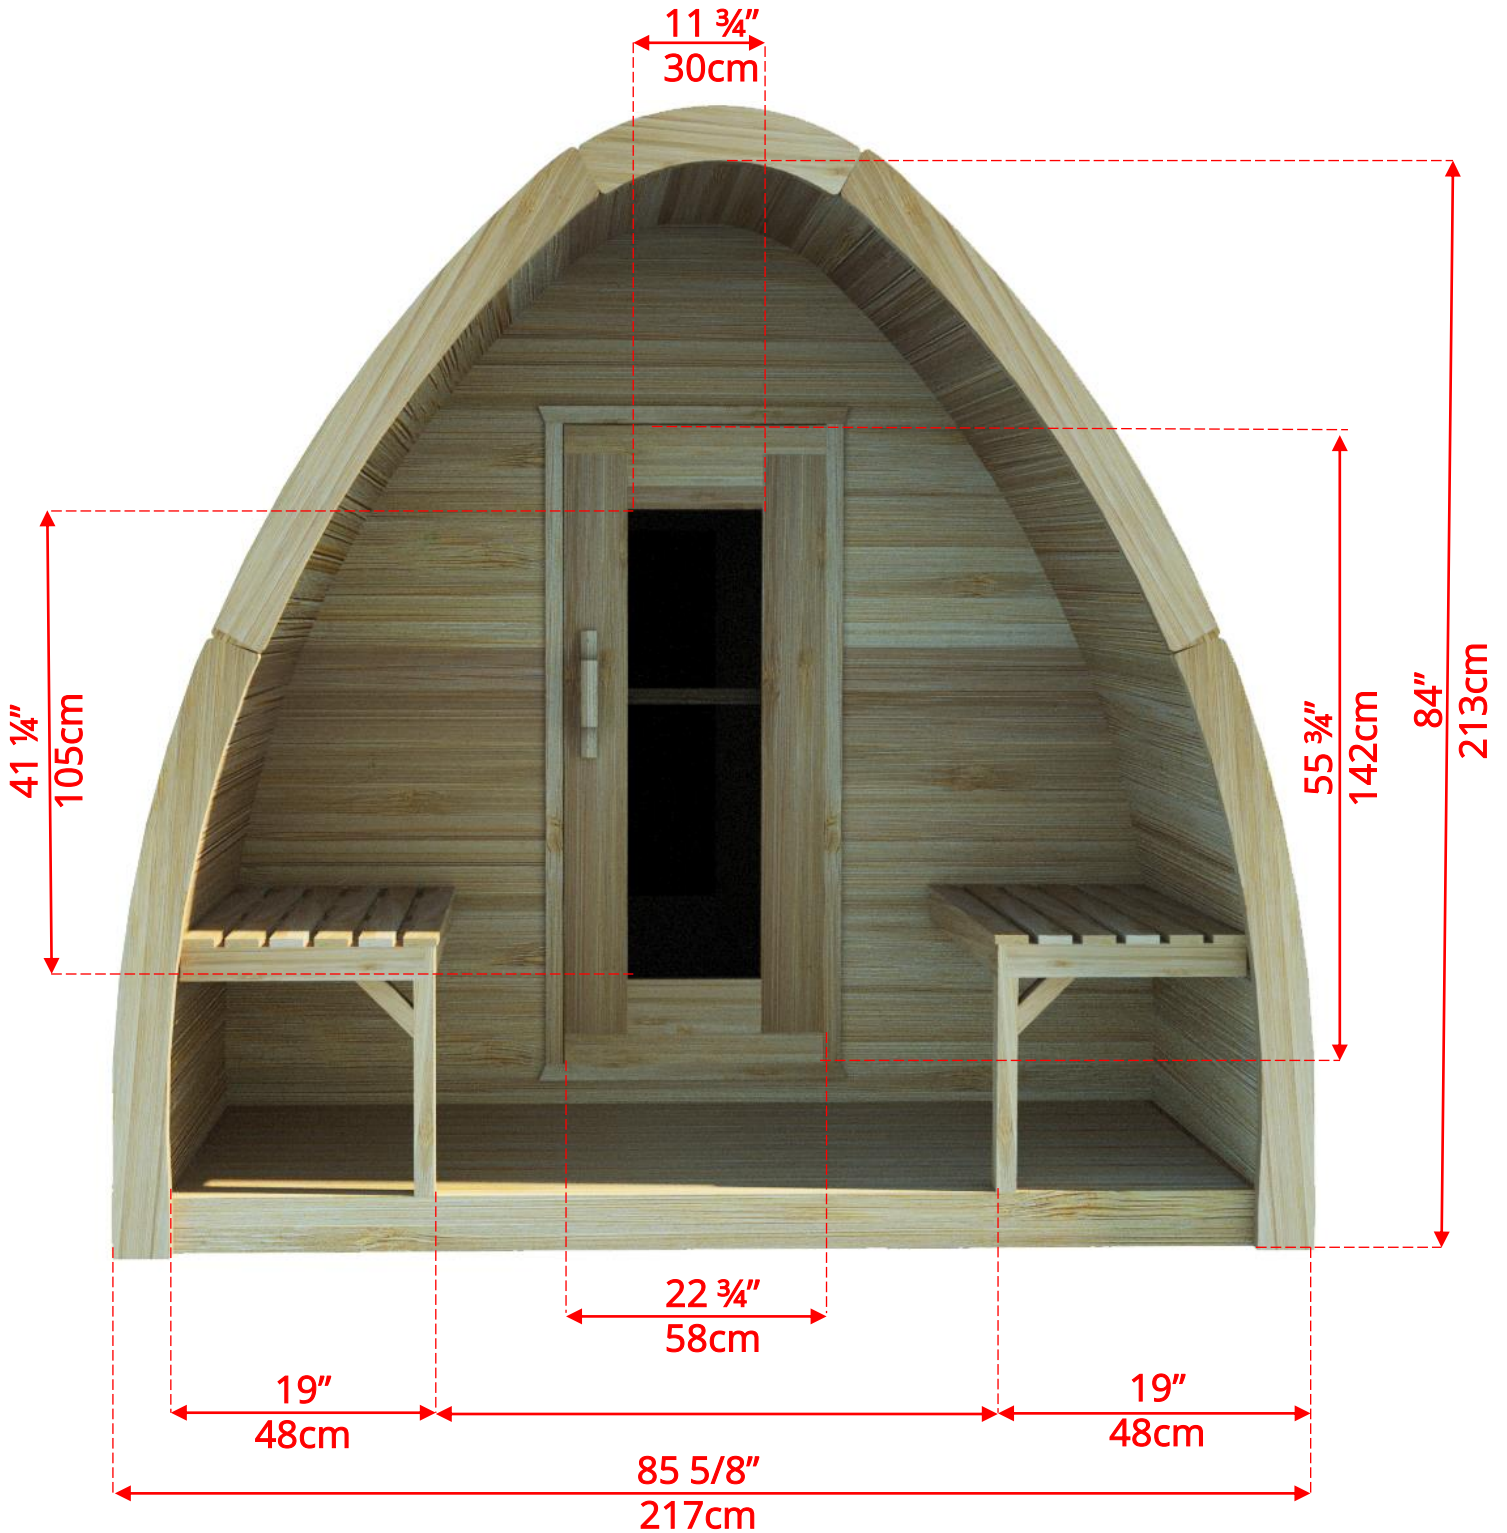 11 ¾”
30cm
41 ¼”
105cm
55 ¾”
142cm
84”
213cm
22 ¾”
58cm
19”
48cm
19”
48cm
85 5/8”
217cm